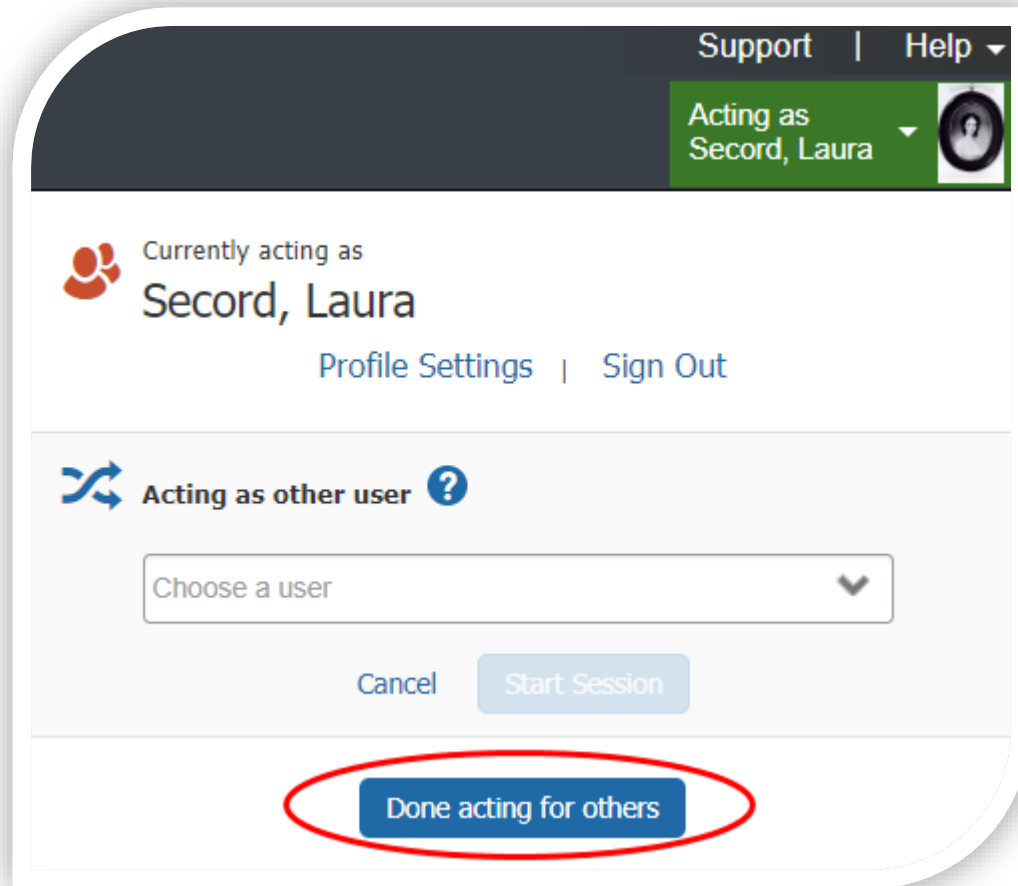 Support | Help
Acting as
Secord, Laura
Currently acting as
Secord, Laura
Profile Settings | Sign Out
Acting as other user ?
Choose a user
Cancel Start Session
Done acting for others